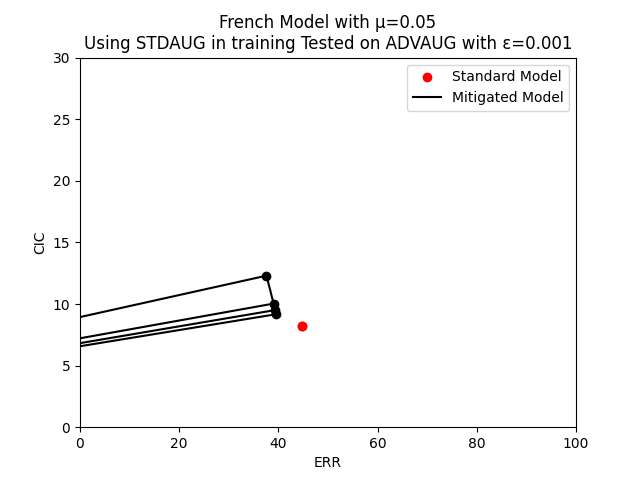 French Model with μ=0.05
Using STDAUG in training Tested on ADVAUG with ε=0.001
Standard Model
Mitigated Model
30
25
20
15
10
5
0
CIC
0 20 40 60 80 100
ERR